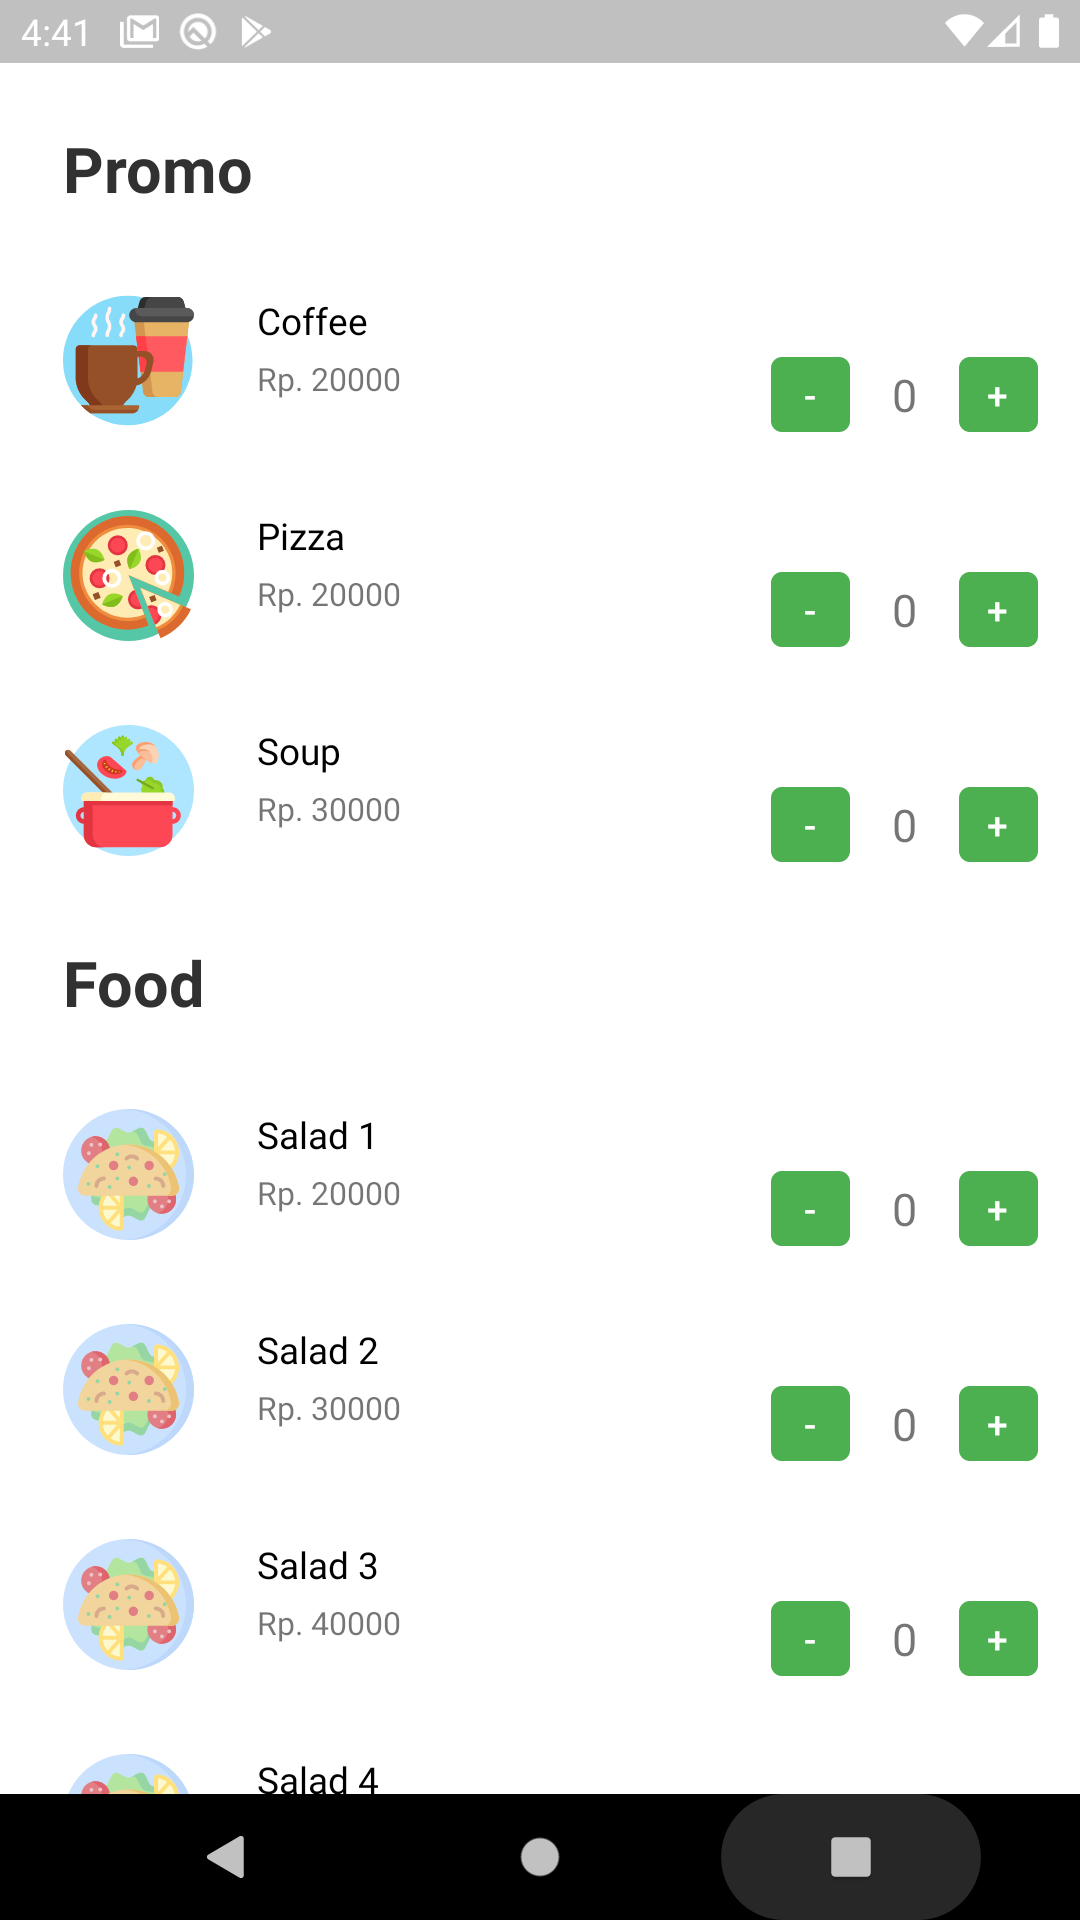 4:41
Promo
Coffee
Rp. 20000
- 0 +
Pizza
Rp. 20000
- 0 +
Soup
Rp. 30000
- 0 +
Food
Salad 1
Rp. 20000
- 0 +
Salad 2
Rp. 30000
- 0 +
Salad 3
Rp. 40000
- 0 +
Salad 4